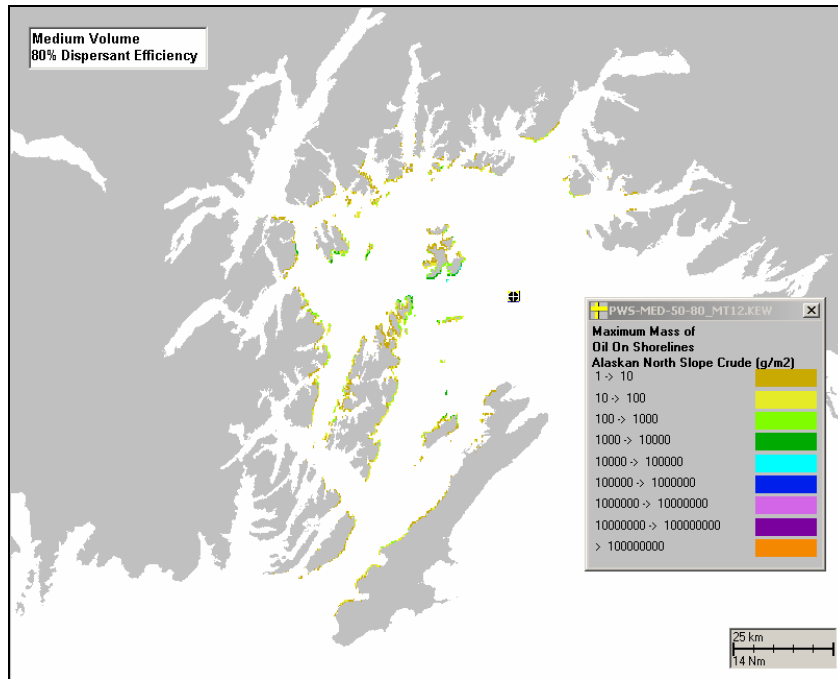 Medium Volume
80% Dispersant Efficiency
PWS-MED-50-80_MT12.KEW
Maximum Mass of
Oil On Shorelines
Alaskan North Slope Crude (g/m2)
1 -> 10
10 -> 100
100 -> 1000
1000 -> 10000
10000 -> 100000
100000 -> 1000000
1000000 -> 10000000
10000000 -> 100000000
> 100000000
25 km
14 Nm